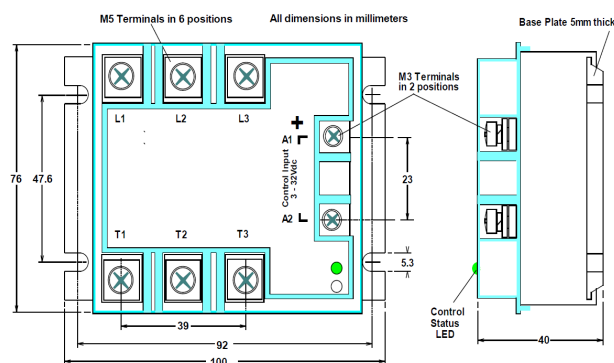 M5 Terminals in 6 positions
All dimensions in millimeters
Base Plate 5mm thick
L1 L2 L3
M3 Terminals
in 2 positions
+
A1
Control Input
3 - 32Vdc
A2
76
47.6
23
T1 T2 T3
5.3
39
92
100
Control
Status
LED
40